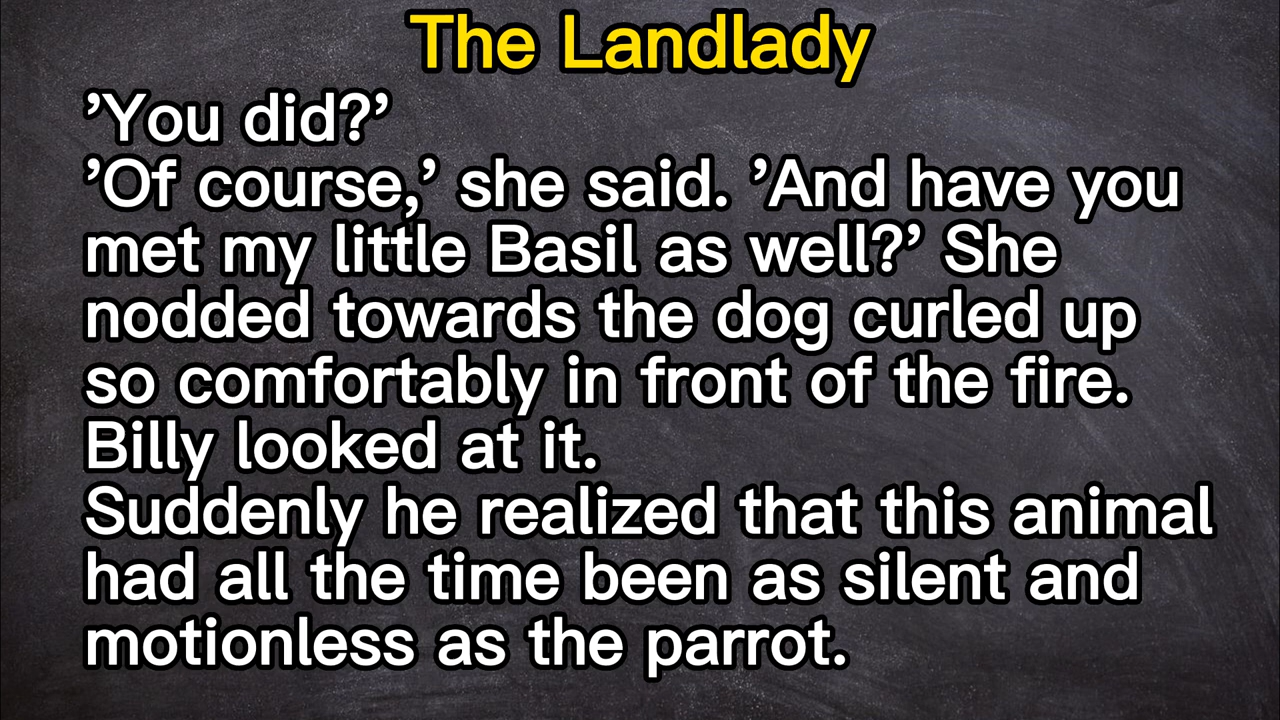 The Landlady
’You did?’
’Of course,’ she said. ’And have you
met my little Basil as well?’ She
nodded towards the dog curled up
so comfortably in front of the fire.
Billy looked at it.
Suddenly he realized that this animal
had all the time been as silent and
motionless as the parrot.